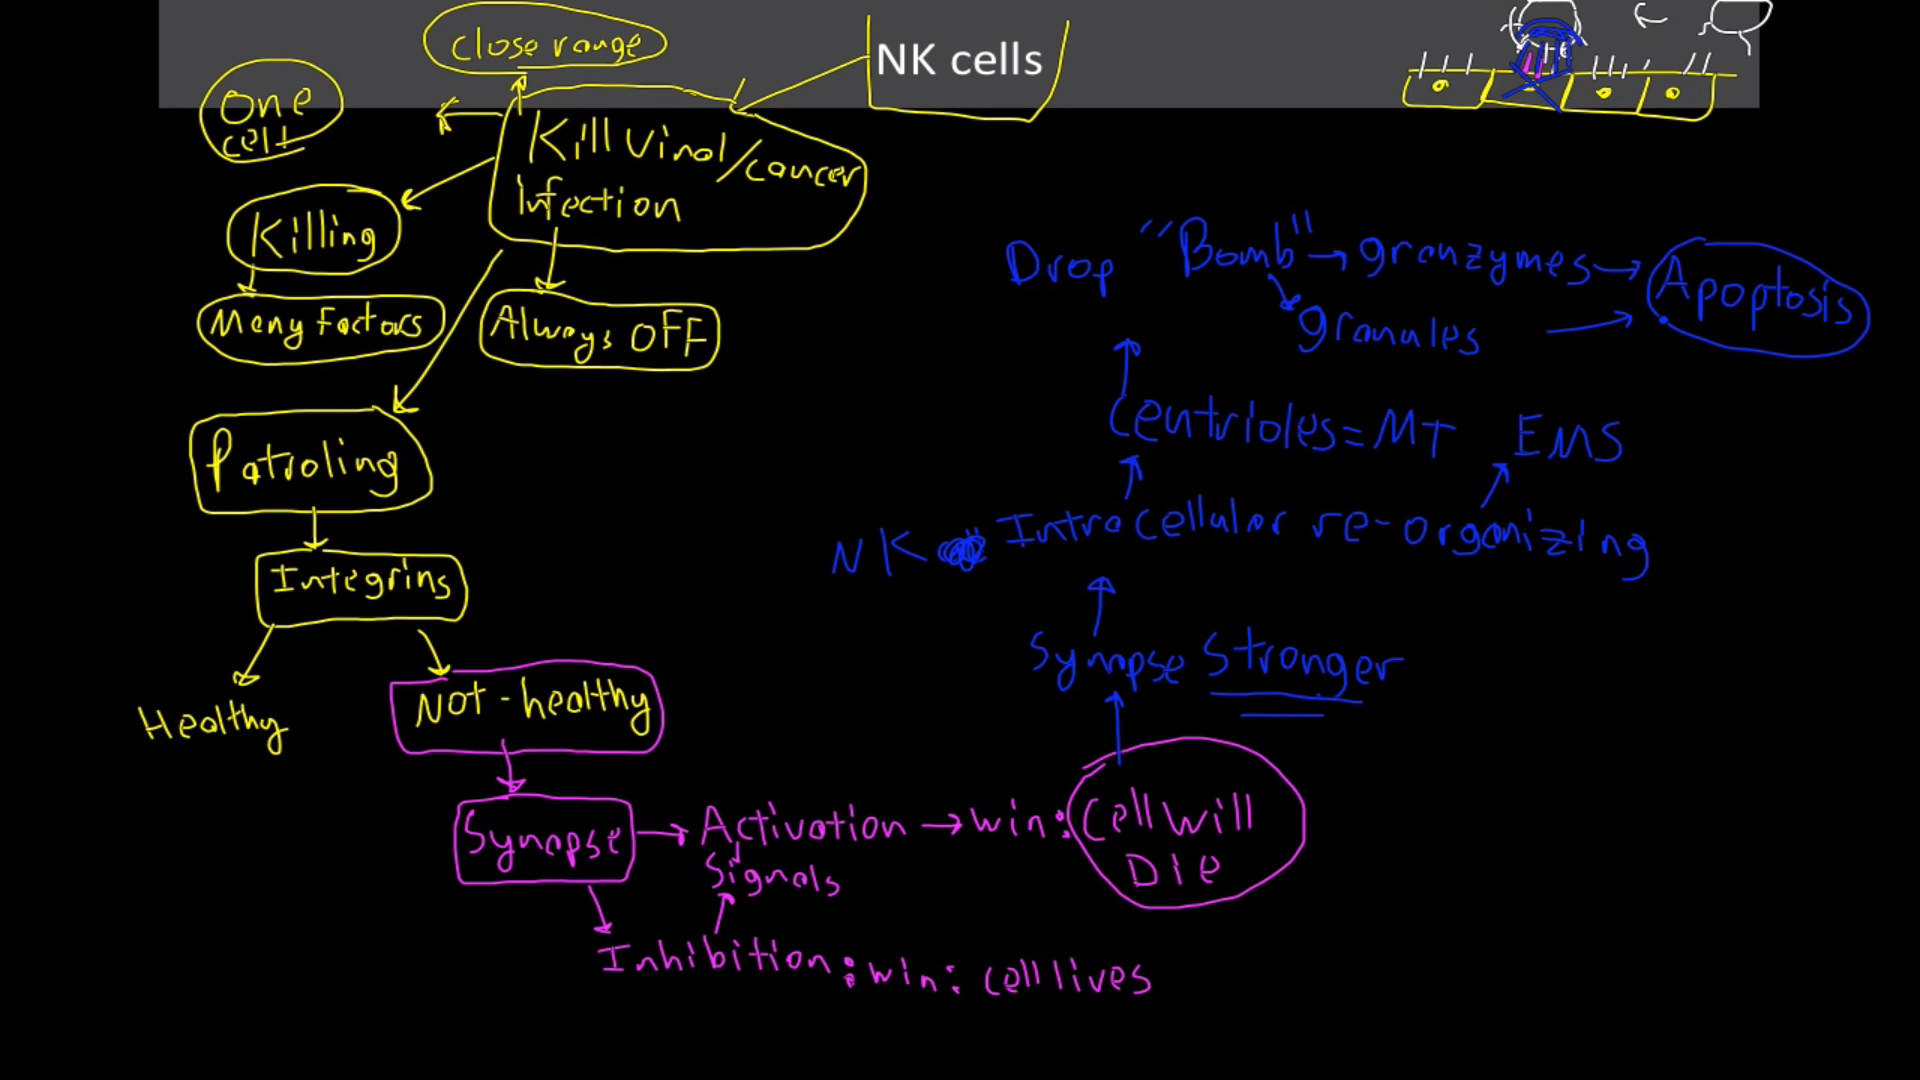 close range
NK cells
One
cell
Kill Viral/cancer
Infection
Killing
Many Factors
Always OFF
Patroling
Integrins
Healthy
NOT-healthy
Synapse → Activation → win: Cell Will
Die
Signals
Inhibition: win: cell lives
Drop "Bomb" → granzymes → Apoptosis
granules
Centrioles = MT EMS
NK Intracellular re-organizing
Synapse Stronger